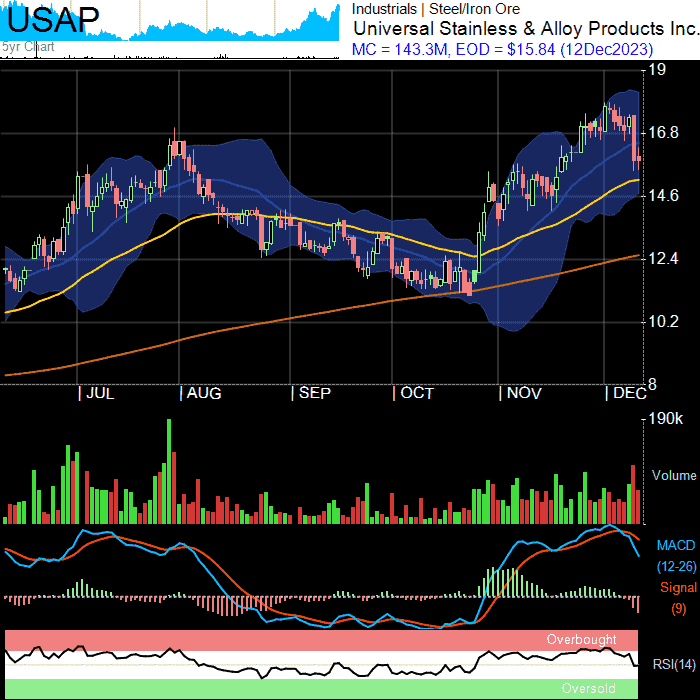 USAP
5yr Chart
Industrials | Steel/Iron Ore
Universal Stainless & Alloy Products Inc.
MC = 143.3M, EOD = $15.84 (12Dec2023)
19
16.8
14.6
12.4
10.2
8
| JUL | AUG | SEP | OCT | NOV | DEC
190k
Volume
MACD
(12-26)
Signal
(9)
Overbought
RSI(14)
Oversold